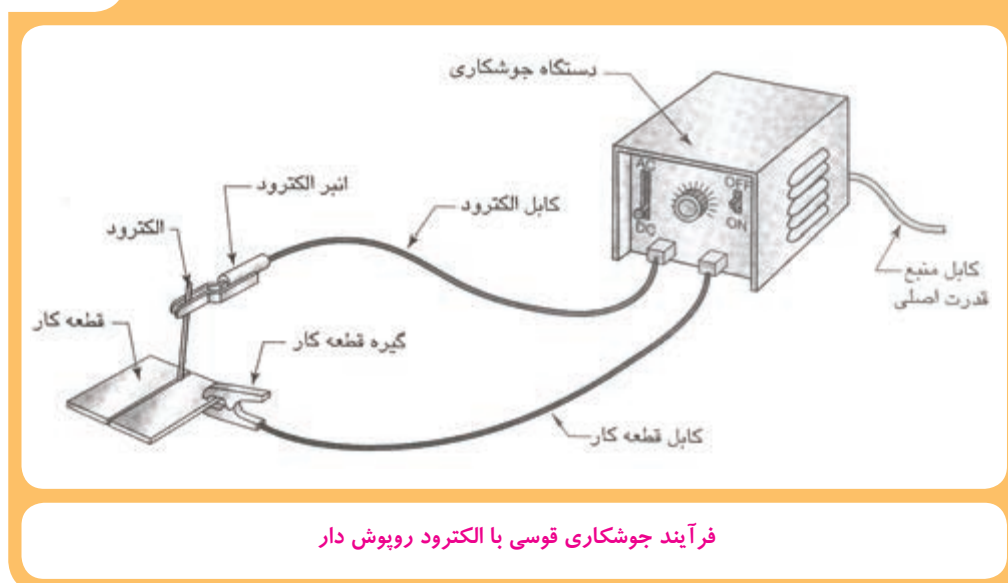 دستگاه جوشکاری
انبر الکترود
کابل الکترود
الکترود
AC
DC
OFF
ON
کابل منبع
قدرت اصلی
قطعه کار
گیره قطعه کار
کابل قطعه کار
فرآیند جوشکاری قوسی با الکترود روپوش دار